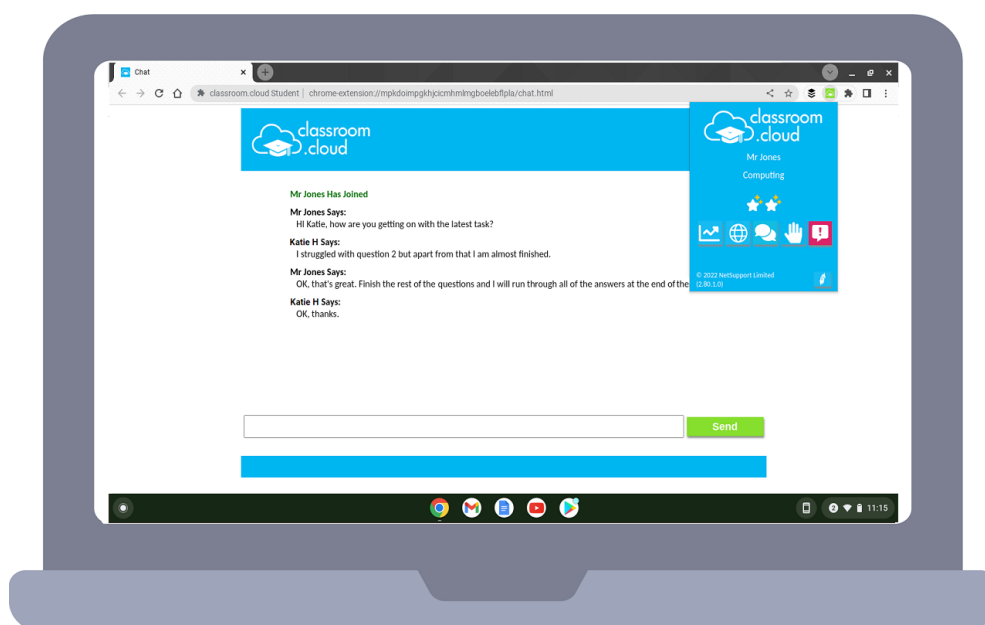 Chat
classroom.cloud Student | chrome-extension://mpkdoimpgkhjcicmhmlmgboelebflpla/chat.html
classroom
.cloud
Mr Jones Has Joined
Mr Jones Says:
HI Katie, how are you getting on with the latest task?
Katie H Says:
I struggled with question 2 but apart from that I am almost finished.
Mr Jones Says:
OK, that's great. Finish the rest of the questions and I will run through all of the answers at the end of the
Katie H Says:
OK, thanks.
classroom
.cloud
Mr Jones
Computing
© 2022 NetSupport Limited
(2.80.1.0)
Send
2 11:15